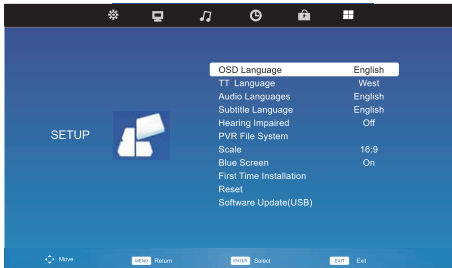 OSD Language English
TT Language West
Audio Languages English
Subtitle Language English
Hearing Impaired Off
SETUP
PVR File System
Scale 16:9
Blue Screen On
First Time Installation
Reset
Software Update(USB)
Move MENU Return ENTER Select EXIT Exit